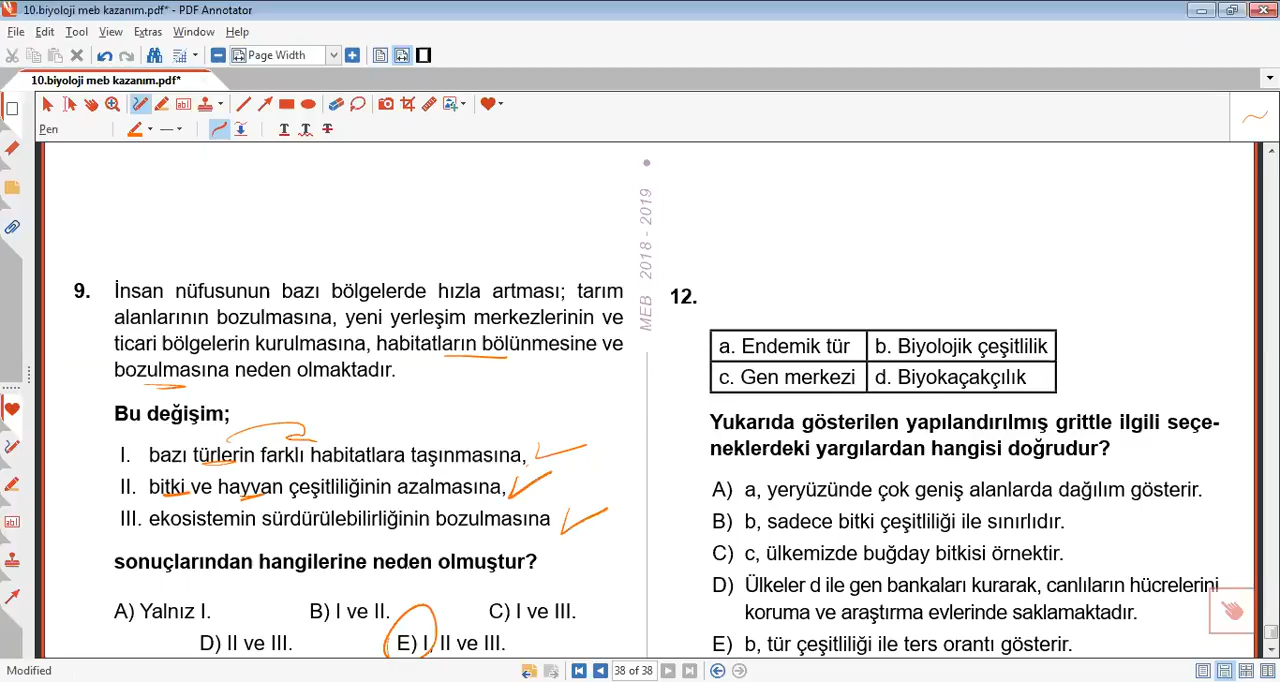 10.biyoloji meb kazanım.pdf* - PDF Annotator
File Edit Tool View Extras Window Help
Page Width
10.biyoloji meb kazanım.pdf*
Pen
MEB 2018 - 2019
9. İnsan nüfusunun bazı bölgelerde hızla artması; tarım
alanlarının bozulmasına, yeni yerleşim merkezlerinin ve
ticari bölgelerin kurulmasına, habitatların bölünmesine ve
bozulmasına neden olmaktadır.
Bu değişim;
I. bazı türlerin farklı habitatlara taşınmasına,
II. bitki ve hayvan çeşitliliğinin azalmasına,
III. ekosistemin sürdürülebilirliğinin bozulmasına
sonuçlarından hangilerine neden olmuştur?
A) Yalnız I. B) I ve II. C) I ve III.
D) II ve III. E) I, II ve III.
12.
a. Endemik tür b. Biyolojik çeşitlilik
c. Gen merkezi d. Biyokaçakçılık
Yukarıda gösterilen yapılandırılmış grittle ilgili seçe-
neklerdeki yargılardan hangisi doğrudur?
A) a, yeryüzünde çok geniş alanlarda dağılım gösterir.
B) b, sadece bitki çeşitliliği ile sınırlıdır.
C) c, ülkemizde buğday bitkisi örnektir.
D) Ülkeler d ile gen bankaları kurarak, canlıların hücrelerini
koruma ve araştırma evlerinde saklamaktadır.
E) b, tür çeşitliliği ile ters orantı gösterir.
Modified
38 of 38